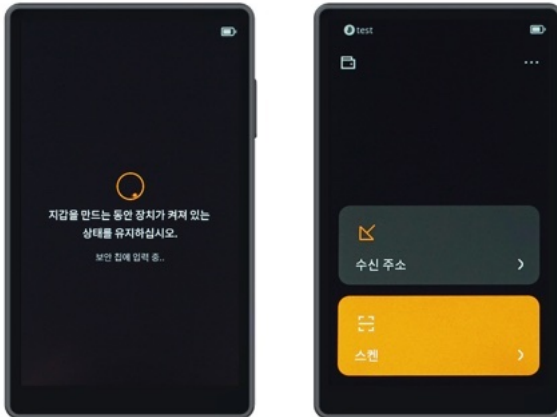 지갑을 만드는 동안 장치가 켜져 있는
상태를 유지하십시오.
보안 칩에 입력 중..
test
수신 주소
스켄